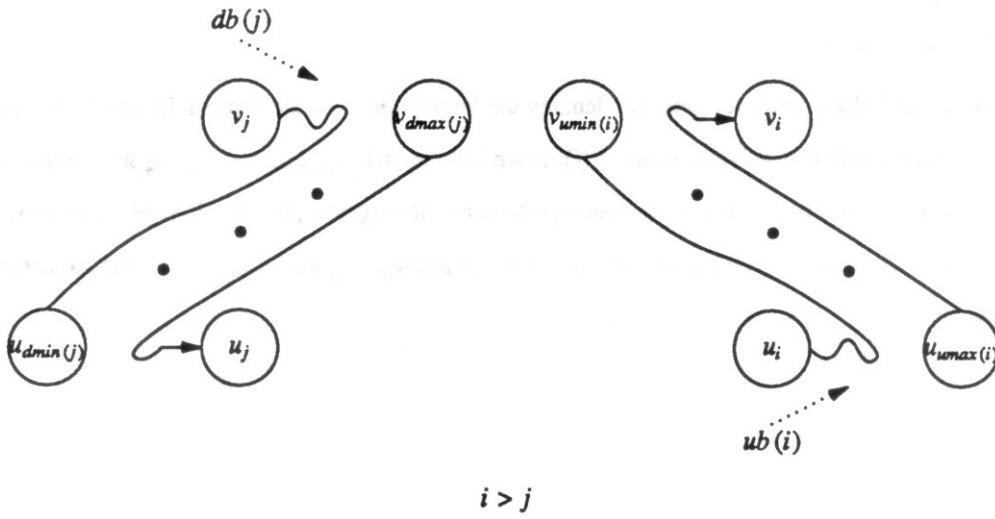 db(j)
v_j
v_dmax(j)
v_umin(i)
v_i
u_dmin(j)
u_j
u_i
u_umax(i)
ub(i)
i > j